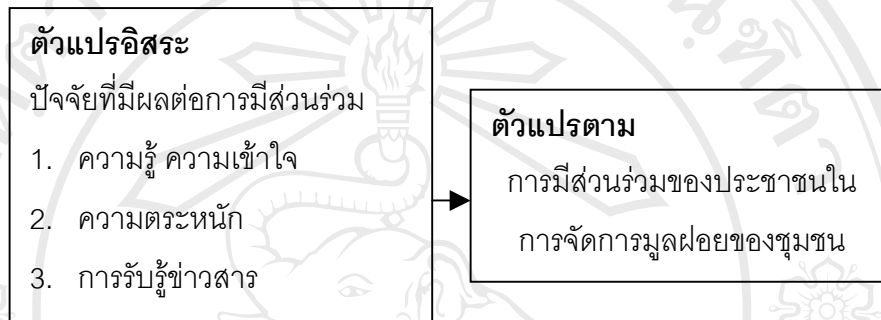 ตัวแปรอิสระ
ปัจจัยที่มีผลต่อการมีส่วนร่วม
1. ความรู้ ความเข้าใจ
2. ความตระหนัก
3. การรับรู้ข่าวสาร
ตัวแปรตาม
การมีส่วนร่วมของประชาชนใน
การจัดการมูลฝอยของชุมชน